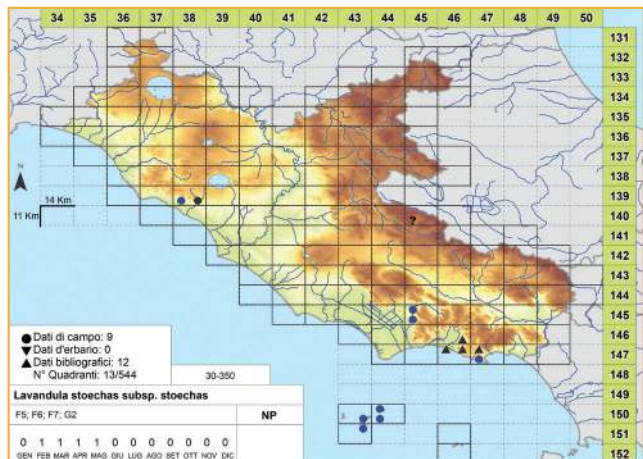 34 35 36 37 38 39 40 41 42 43 44 45 46 47 48 49 50
131
132
133
134
135
136
137
138
139
140
141
142
143
144
145
146
147
148
149
150
151
152
N
14 Km
11 Km
?
Dati di campo: 9
Dati d'erbario: 0
Dati bibliografici: 12
N° Quadranti: 13/544 30-350
Lavandula stoechas subsp. stoechas
F5; F6; F7; G2 NP
0 1 1 1 1 0 0 0 0 0 0 0
GEN FEB MAR APR MAG GIU LUG AGO SET OTT NOV DIC